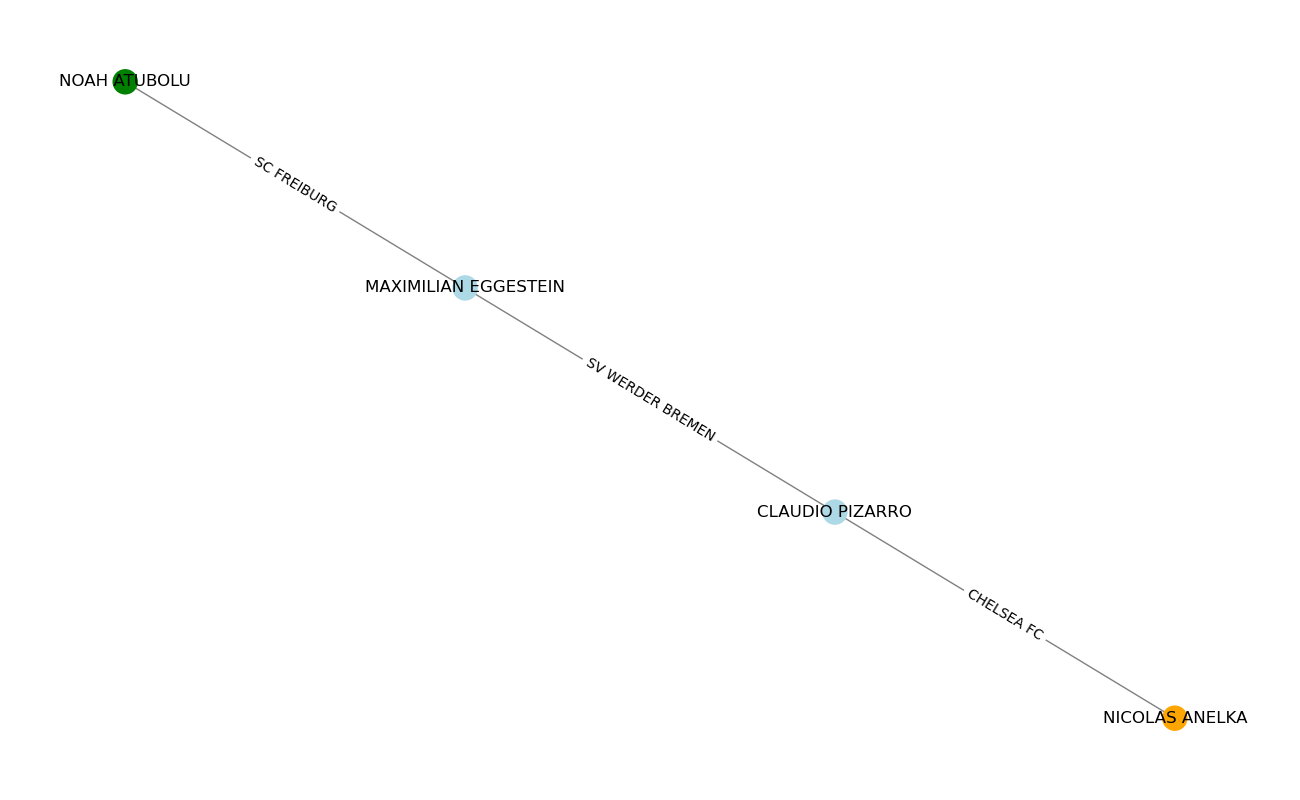 NOAH ATUBOLU
SC FREIBURG
MAXIMILIAN EGGESTEIN
SV WERDER BREMEN
CLAUDIO PIZARRO
CHELSEA FC
NICOLAS ANELKA